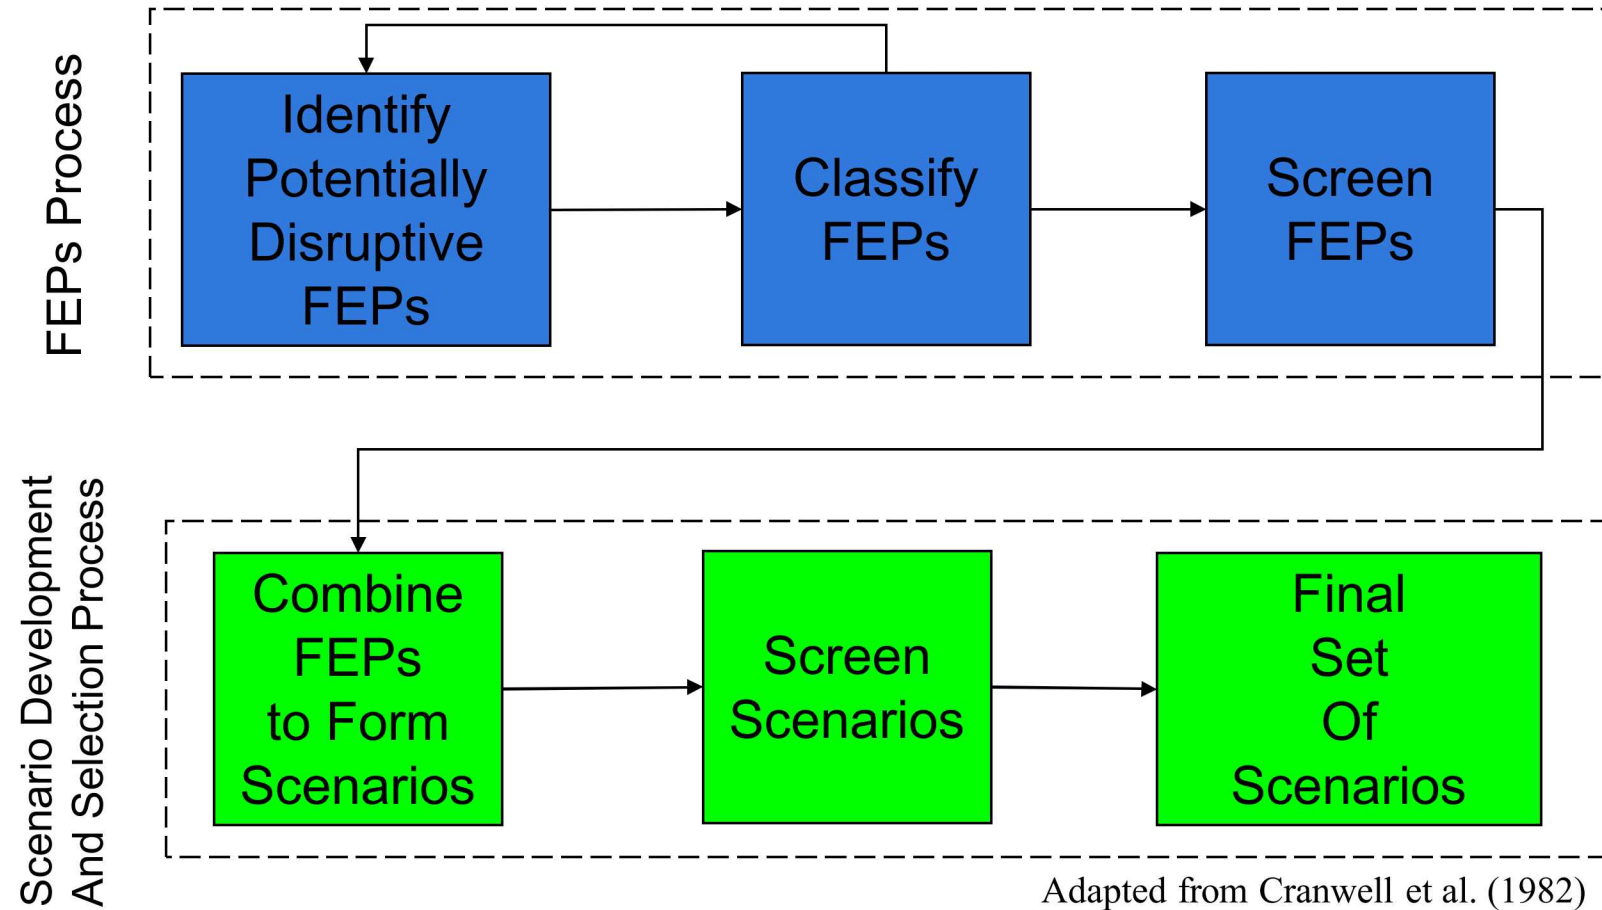 FEPs Process
Identify
Potentially
Disruptive
FEPs
Classify
FEPs
Screen
FEPs
Scenario Development
And Selection Process
Combine
FEPs
to Form
Scenarios
Screen
Scenarios
Final
Set
Of
Scenarios
Adapted from Cranwell et al. (1982)